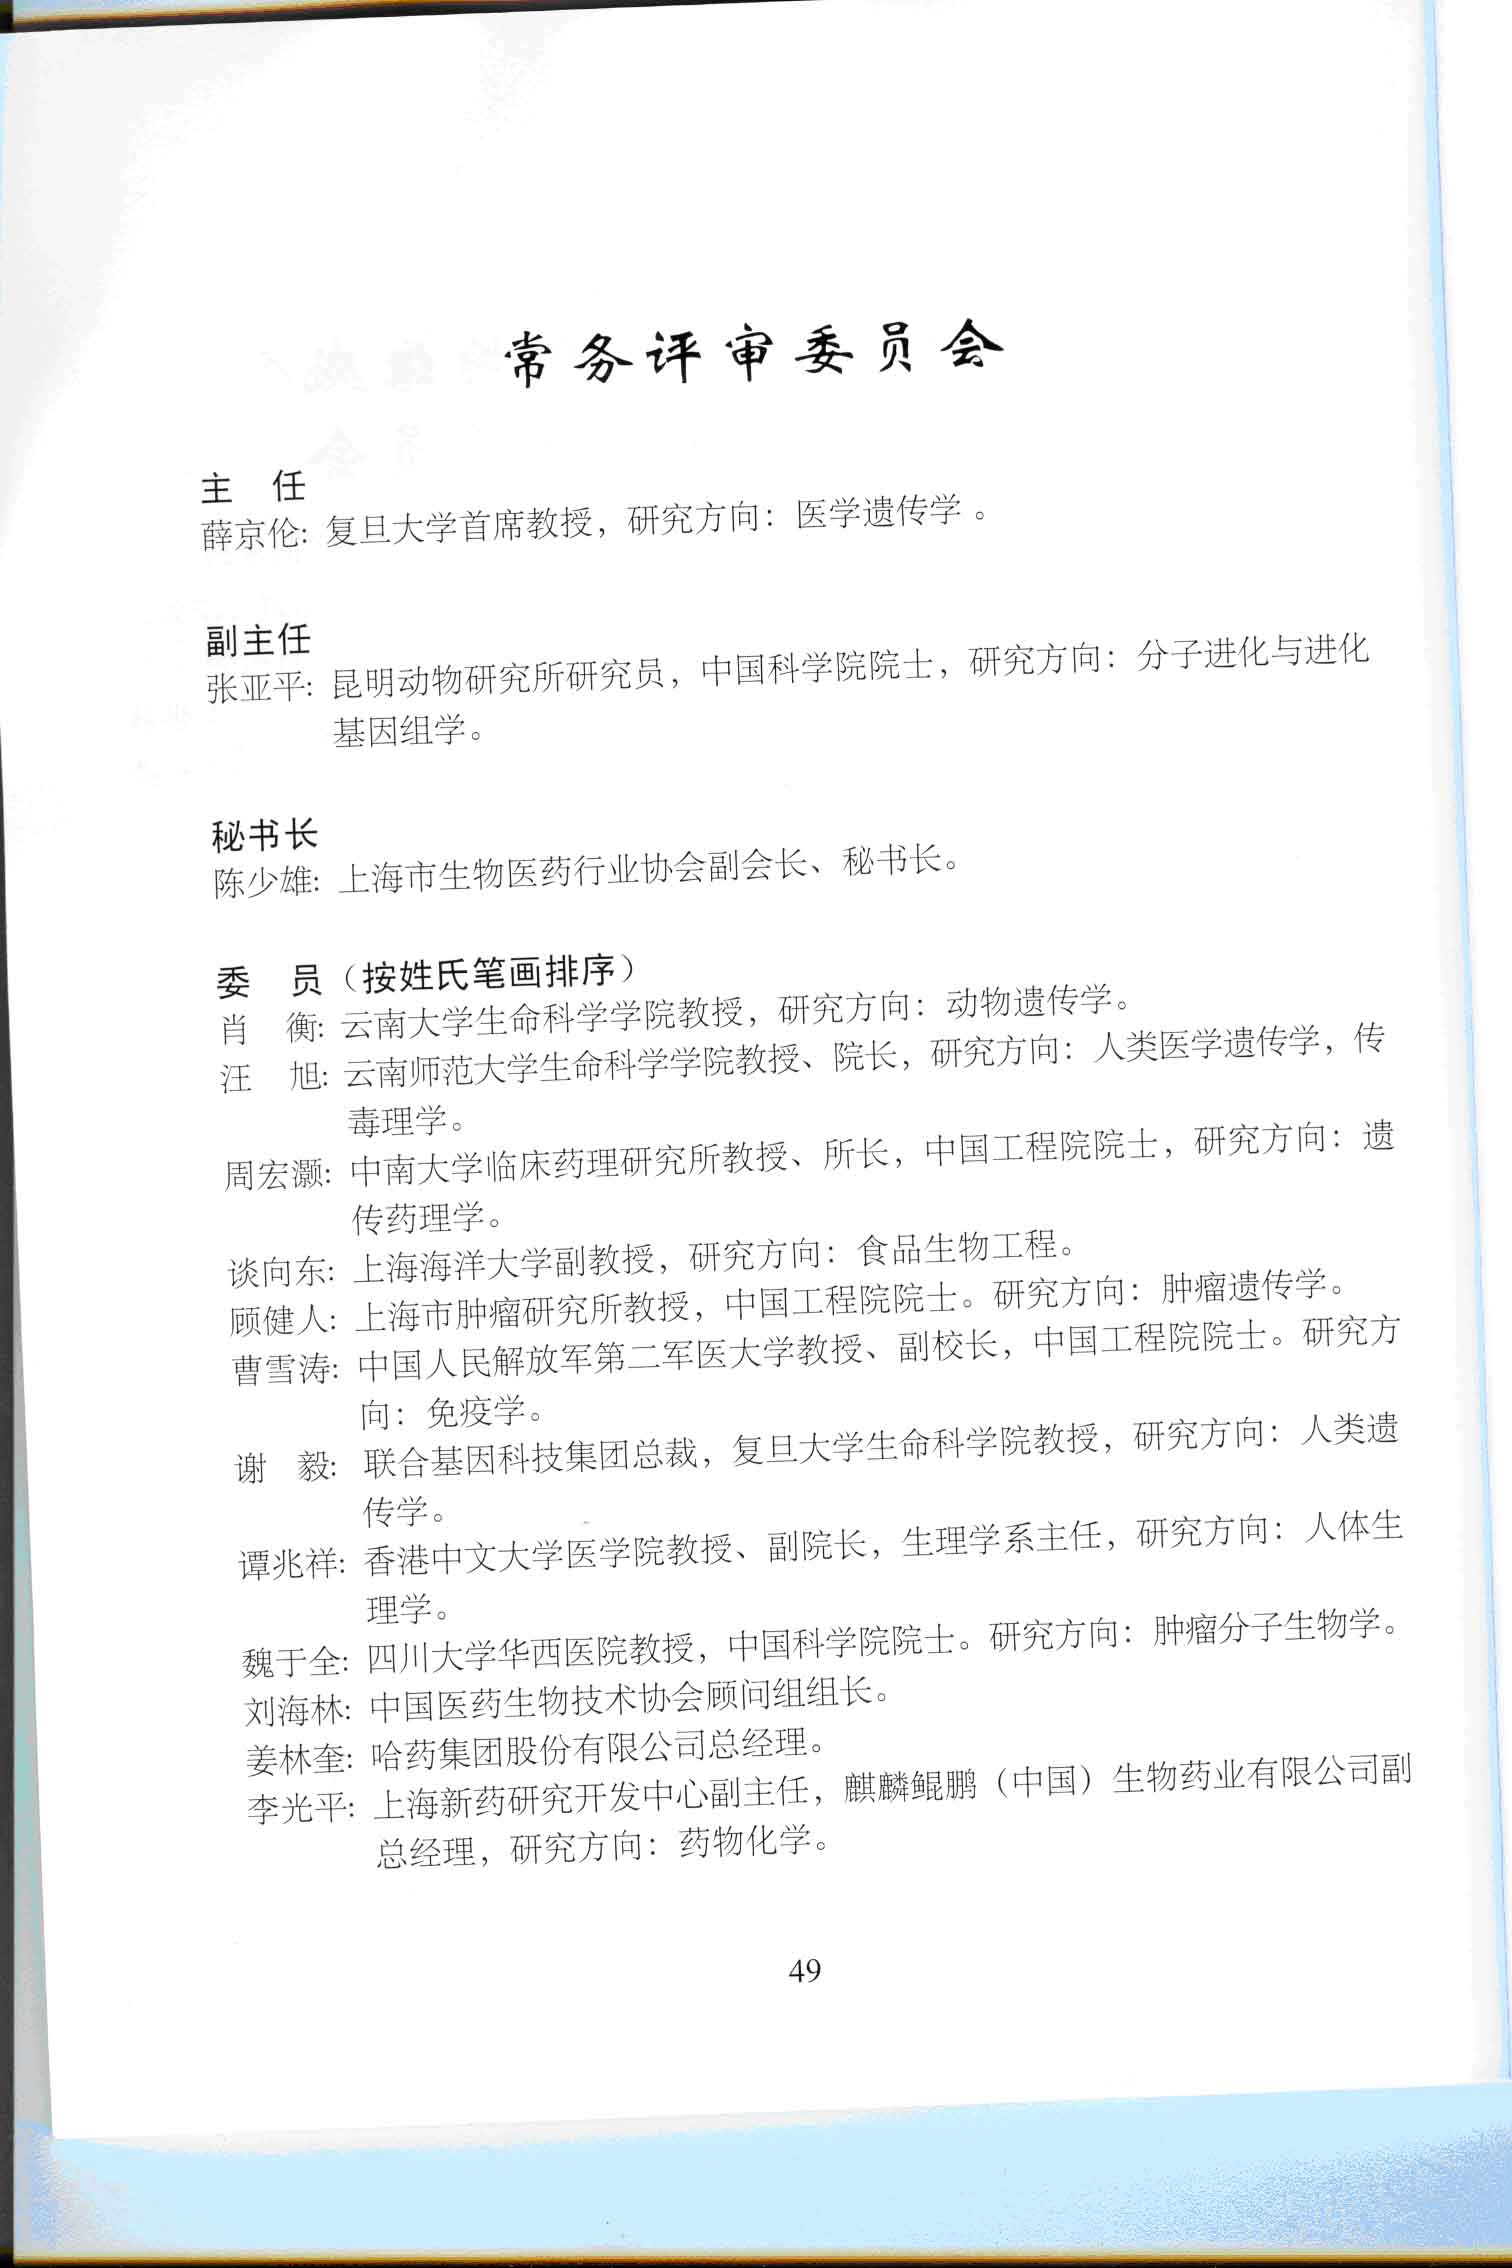 常务评审委员会
主　任
薛京伦：复旦大学首席教授，研究方向：医学遗传学 。
副主任
张亚平：昆明动物研究所研究员，中国科学院院士，研究方向：分子进化与进化
基因组学。
秘书长
陈少雄：上海市生物医药行业协会副会长、秘书长。
委　员（按姓氏笔画排序）
肖　衡：云南大学生命科学学院教授，研究方向：动物遗传学。
汪　旭：云南师范大学生命科学学院教授、院长，研究方向：人类医学遗传学，传
毒理学。
周宏灏：中南大学临床药理研究所教授、所长，中国工程院院士，研究方向：遗
传药理学。
谈向东：上海海洋大学副教授，研究方向：食品生物工程。
顾健人：上海市肿瘤研究所教授，中国工程院院士。研究方向：肿瘤遗传学。
曹雪涛：中国人民解放军第二军医大学教授、副校长，中国工程院院士。研究方
向：免疫学。
谢　毅：联合基因科技集团总裁，复旦大学生命科学院教授，研究方向：人类遗
传学。
谭兆祥：香港中文大学医学院教授、副院长，生理学系主任，研究方向：人体生
理学。
魏于全：四川大学华西医院教授，中国科学院院士。研究方向：肿瘤分子生物学。
刘海林：中国医药生物技术协会顾问组组长。
姜林奎：哈药集团股份有限公司总经理。
李光平：上海新药研究开发中心副主任，麒麟鲲鹏（中国）生物药业有限公司副
总经理，研究方向：药物化学。
49